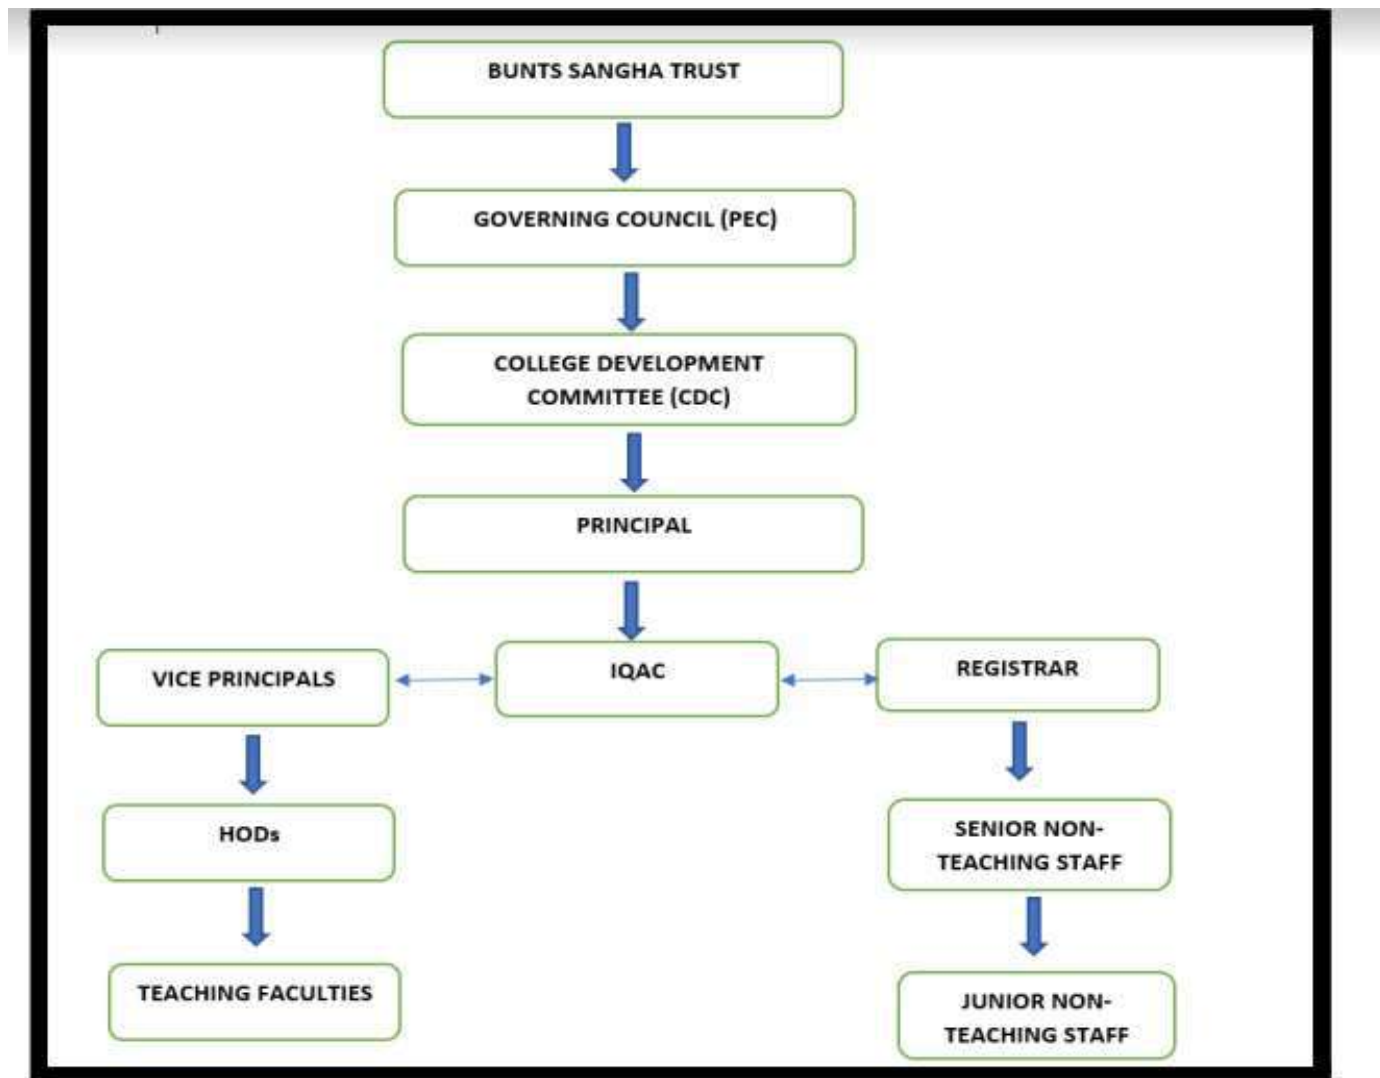 BUNTS SANGHA TRUST
GOVERNING COUNCIL (PEC)
COLLEGE DEVELOPMENT
COMMITTEE (CDC)
PRINCIPAL
VICE PRINCIPALS
IQAC
REGISTRAR
HODs
SENIOR NON-
TEACHING STAFF
TEACHING FACULTIES
JUNIOR NON-
TEACHING STAFF